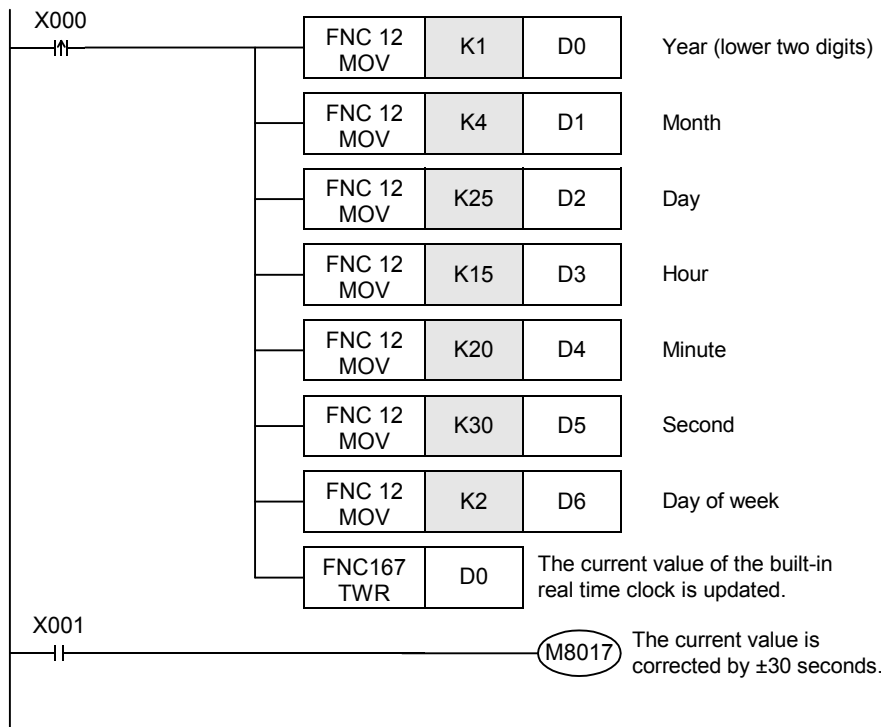 X000
FNC 12
MOV
K1
D0
Year (lower two digits)
FNC 12
MOV
K4
D1
Month
FNC 12
MOV
K25
D2
Day
FNC 12
MOV
K15
D3
Hour
FNC 12
MOV
K20
D4
Minute
FNC 12
MOV
K30
D5
Second
FNC 12
MOV
K2
D6
Day of week
FNC167
TWR
D0
The current value of the built-in
real time clock is updated.
X001
M8017
The current value is
corrected by ±30 seconds.